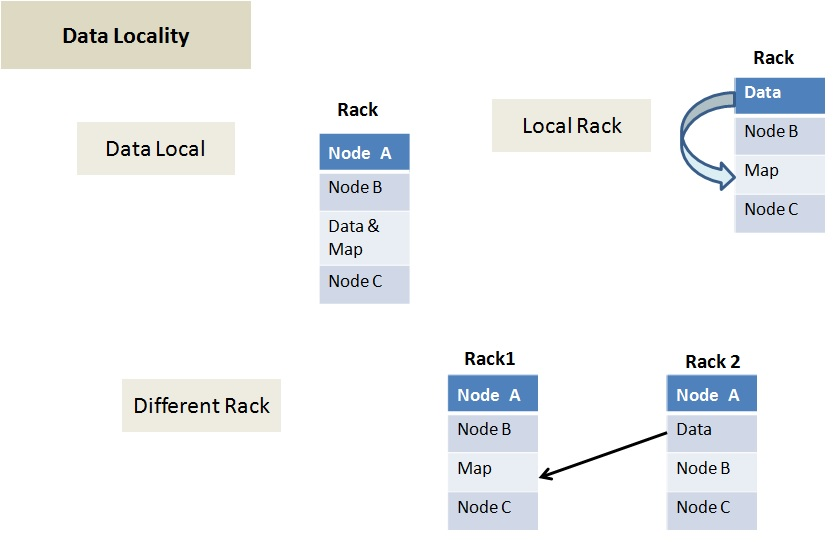 Data Locality
Data Local
Rack
Node A
Node B
Data &
Map
Node C
Local Rack
Rack
Data
Node B
Map
Node C
Different Rack
Rack1
Node A
Node B
Map
Node C
Rack 2
Node A
Data
Node B
Node C